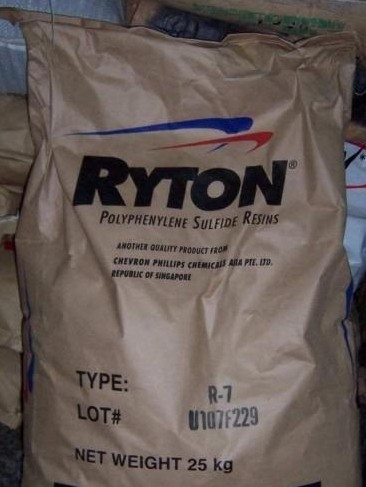 RYTON®
POLYPHENYLENE SULFIDE RESINS
ANOTHER QUALITY PRODUCT FROM
CHEVRON PHILLIPS CHEMICALS ASIA PTE. LTD.
REPUBLIC OF SINGAPORE
TYPE: R-7
LOT# U107F229
NET WEIGHT 25 kg